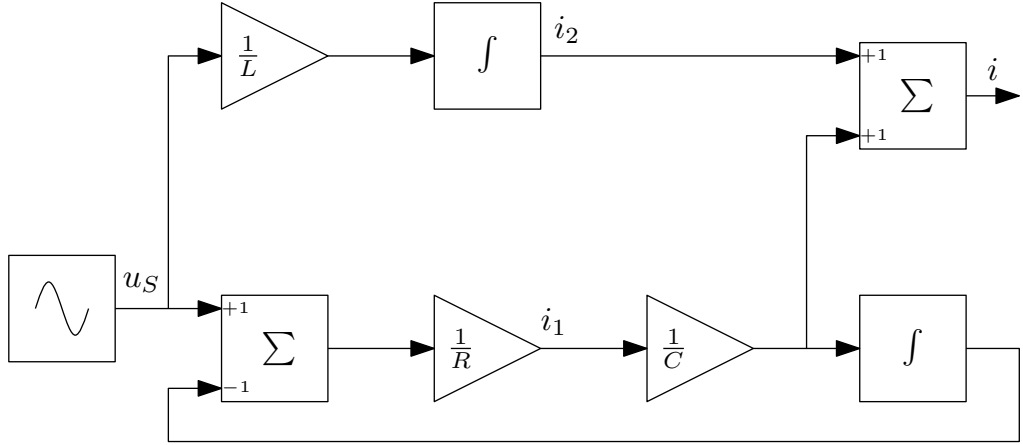 1/L
∫
i₂
+1
∑
i
+1
u_S
+1
∑
-1
1/R
i₁
1/C
∫